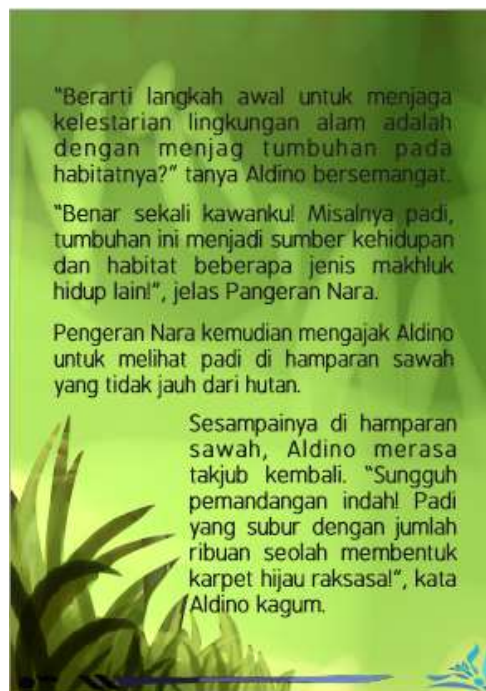 "Berarti langkah awal untuk menjaga
kelestarian lingkungan alam adalah
dengan menjag tumbuhan pada
habitatnya?" tanya Aldino bersemangat.
"Benar sekali kawanku! Misalnya padi,
tumbuhan ini menjadi sumber kehidupan
dan habitat beberapa jenis makhluk
hidup lain!", jelas Pangeran Nara.
Pengeran Nara kemudian mengajak Aldino
untuk melihat padi di hamparan sawah
yang tidak jauh dari hutan.
Sesampainya di hamparan
sawah, Aldino merasa
takjub kembali. "Sungguh
pemandangan indah! Padi
yang subur dengan jumlah
ribuan seolah membentuk
karpet hijau raksasa!", kata
Aldino kagum.